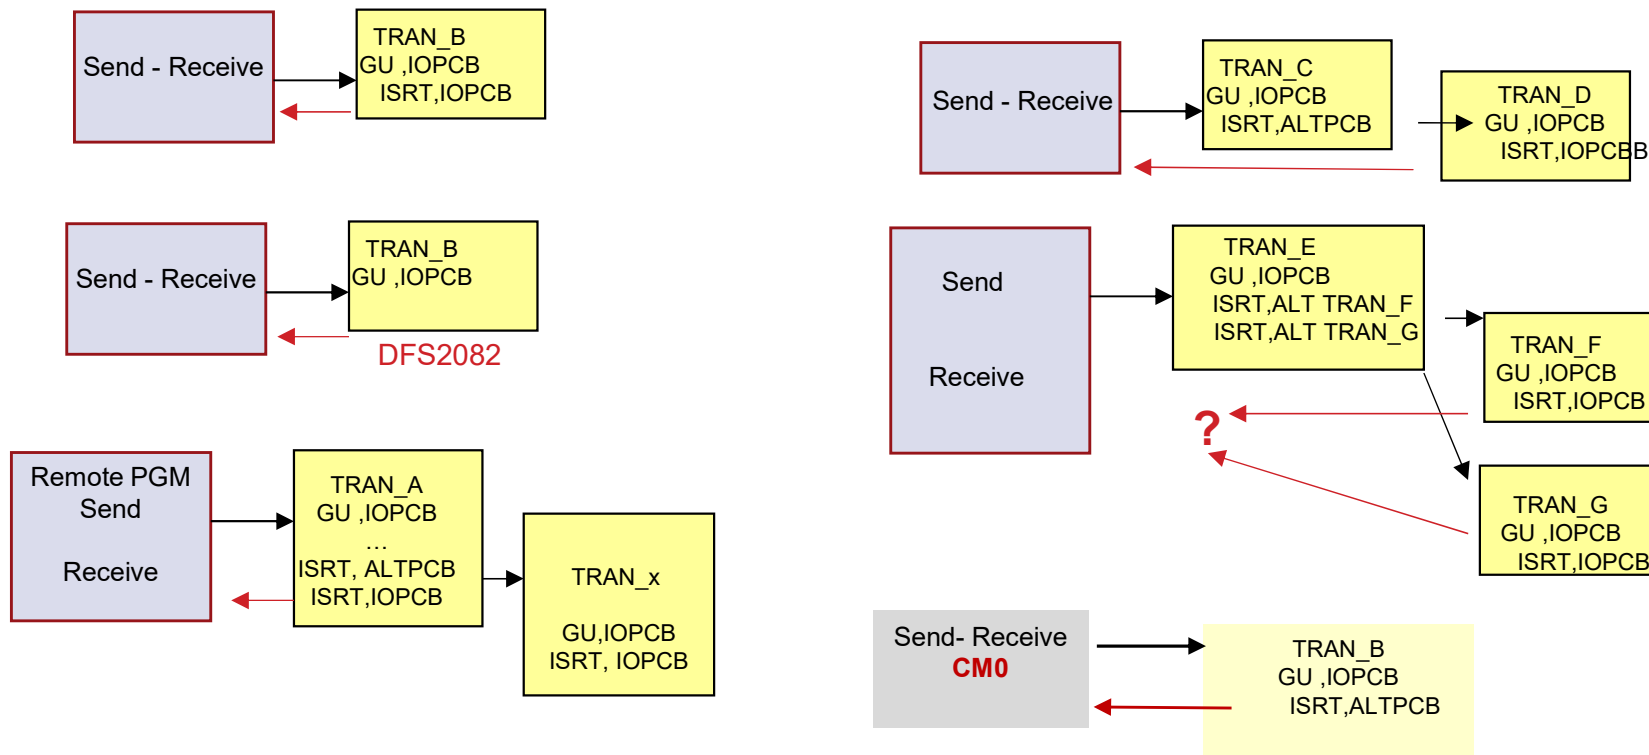 Send - Receive
TRAN_B
GU ,IOPCB
ISRT,IOPCB
Send - Receive
TRAN_B
GU ,IOPCB
DFS2082
Remote PGM
Send
Receive
TRAN_A
GU ,IOPCB
...
ISRT, ALTPCB
ISRT,IOPCB
TRAN_x
GU,IOPCB
ISRT, IOPCB
Send - Receive
TRAN_C
GU ,IOPCB
ISRT,ALTPCB
TRAN_D
GU ,IOPCB
ISRT,IOPCBB
Send
Receive
TRAN_E
GU ,IOPCB
ISRT,ALT TRAN_F
ISRT,ALT TRAN_G
?
TRAN_F
GU ,IOPCB
ISRT,IOPCB
TRAN_G
GU ,IOPCB
ISRT,IOPCB
Send- Receive
CM0
TRAN_B
GU ,IOPCB
ISRT,ALTPCB